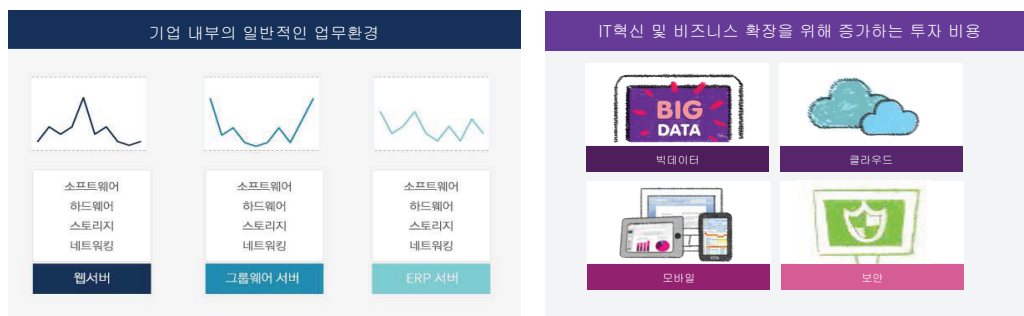 기업 내부의 일반적인 업무환경
소프트웨어
하드웨어
스토리지
네트워킹
웹서버
소프트웨어
하드웨어
스토리지
네트워킹
그룹웨어 서버
소프트웨어
하드웨어
스토리지
네트워킹
ERP 서버
IT혁신 및 비즈니스 확장을 위해 증가하는 투자 비용
BIG
DATA
빅데이터
클라우드
모바일
보안